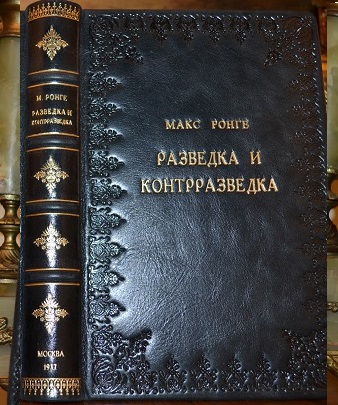 М. РОНГЕ
РАЗВЕДКА И
КОНТРРАЗВЕДКА
МОСКВА
1937
МАКС РОНГЕ
РАЗВЕДКА И
КОНТРРАЗВЕДКА